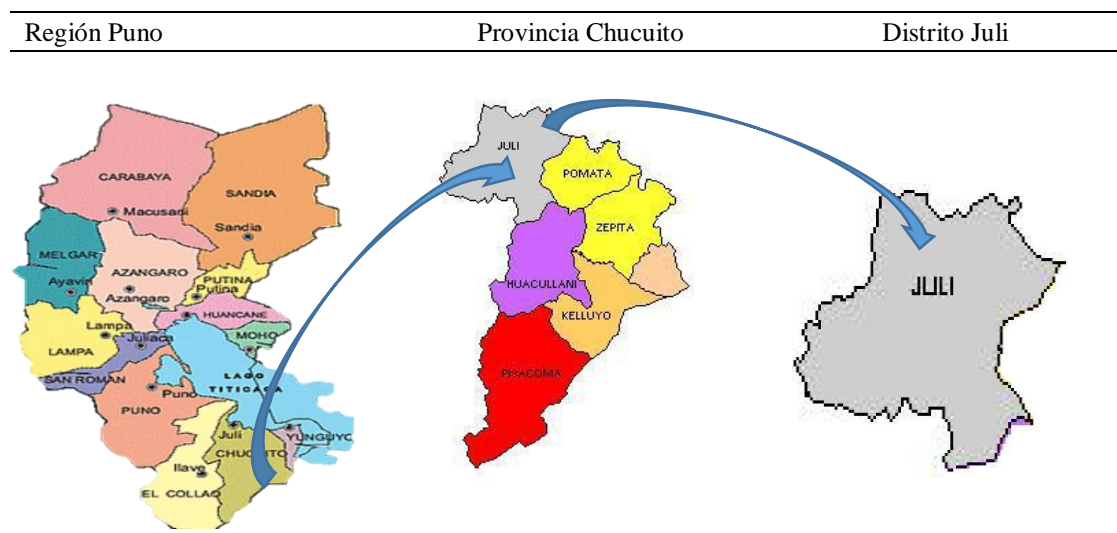 Región Puno
Provincia Chucuito
Distrito Juli
CARABAYA
Macusani
SANDIA
Sandia
MELGAR
Ayaviri
AZANGARO
Azangaro
PUTINA
Putina
HUANCANE
Lampa
LAMPA
Juliaca
MOHO
SAN ROMAN
LAGO
TITICACA
Puno
PUNO
Juli
CHUCUITO
YUNGUYO
Ilave
EL COLLAO
JULI
POMATA
ZEPITA
HUACULLANI
KELLUYO
PISACOMA
JULI